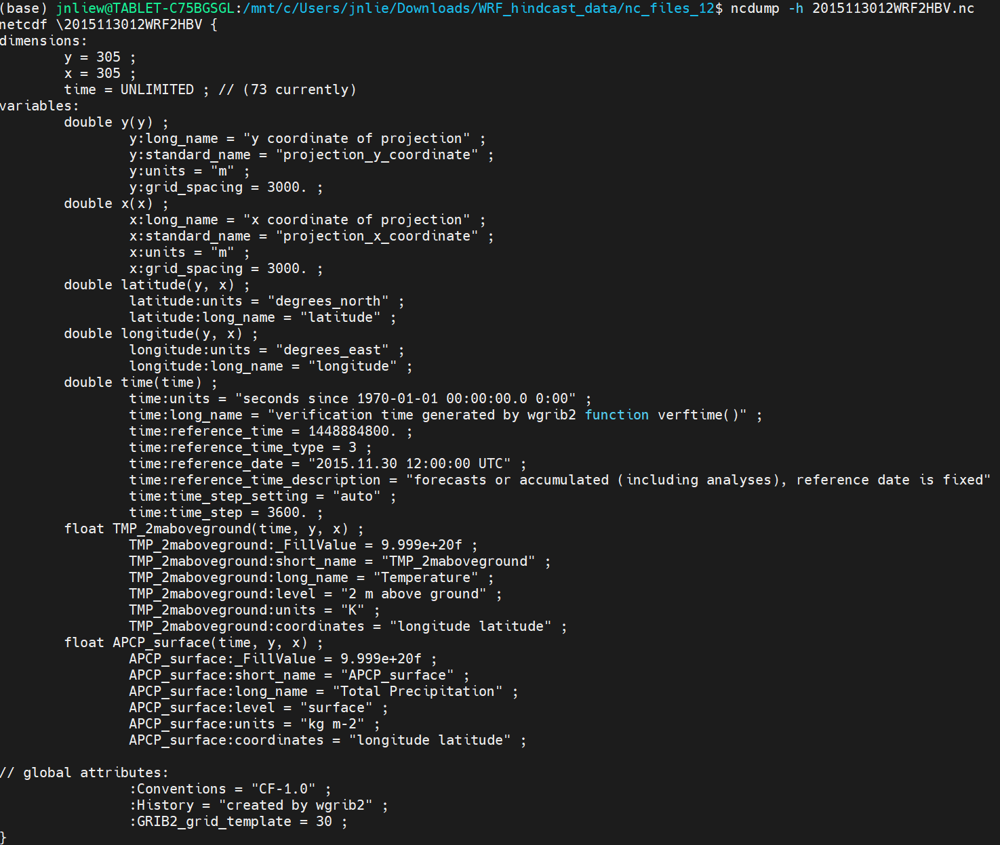 (base) jnliew@TABLET-C75BGSGL:/mnt/c/Users/jnlie/Downloads/WRF_hindcast_data/nc_files_12$ ncdump -h 2015113012WRF2HBV.nc
netcdf \2015113012WRF2HBV {
dimensions:
        y = 305 ;
        x = 305 ;
        time = UNLIMITED ; // (73 currently)
variables:
        double y(y) ;
                y:long_name = "y coordinate of projection" ;
                y:standard_name = "projection_y_coordinate" ;
                y:units = "m" ;
                y:grid_spacing = 3000. ;
        double x(x) ;
                x:long_name = "x coordinate of projection" ;
                x:standard_name = "projection_x_coordinate" ;
                x:units = "m" ;
                x:grid_spacing = 3000. ;
        double latitude(y, x) ;
                latitude:units = "degrees_north" ;
                latitude:long_name = "latitude" ;
        double longitude(y, x) ;
                longitude:units = "degrees_east" ;
                longitude:long_name = "longitude" ;
        double time(time) ;
                time:units = "seconds since 1970-01-01 00:00:00.0 0:00" ;
                time:long_name = "verification time generated by wgrib2 function verftime()" ;
                time:reference_time = 1448884800. ;
                time:reference_time_type = 3 ;
                time:reference_date = "2015.11.30 12:00:00 UTC" ;
                time:reference_time_description = "forecasts or accumulated (including analyses), reference date is fixed"
                time:time_step_setting = "auto" ;
                time:time_step = 3600. ;
        float TMP_2maboveground(time, y, x) ;
                TMP_2maboveground:_FillValue = 9.999e+20f ;
                TMP_2maboveground:short_name = "TMP_2maboveground" ;
                TMP_2maboveground:long_name = "Temperature" ;
                TMP_2maboveground:level = "2 m above ground" ;
                TMP_2maboveground:units = "K" ;
                TMP_2maboveground:coordinates = "longitude latitude" ;
        float APCP_surface(time, y, x) ;
                APCP_surface:_FillValue = 9.999e+20f ;
                APCP_surface:short_name = "APCP_surface" ;
                APCP_surface:long_name = "Total Precipitation" ;
                APCP_surface:level = "surface" ;
                APCP_surface:units = "kg m-2" ;
                APCP_surface:coordinates = "longitude latitude" ;

// global attributes:
                :Conventions = "CF-1.0" ;
                :History = "created by wgrib2" ;
                :GRIB2_grid_template = 30 ;
}